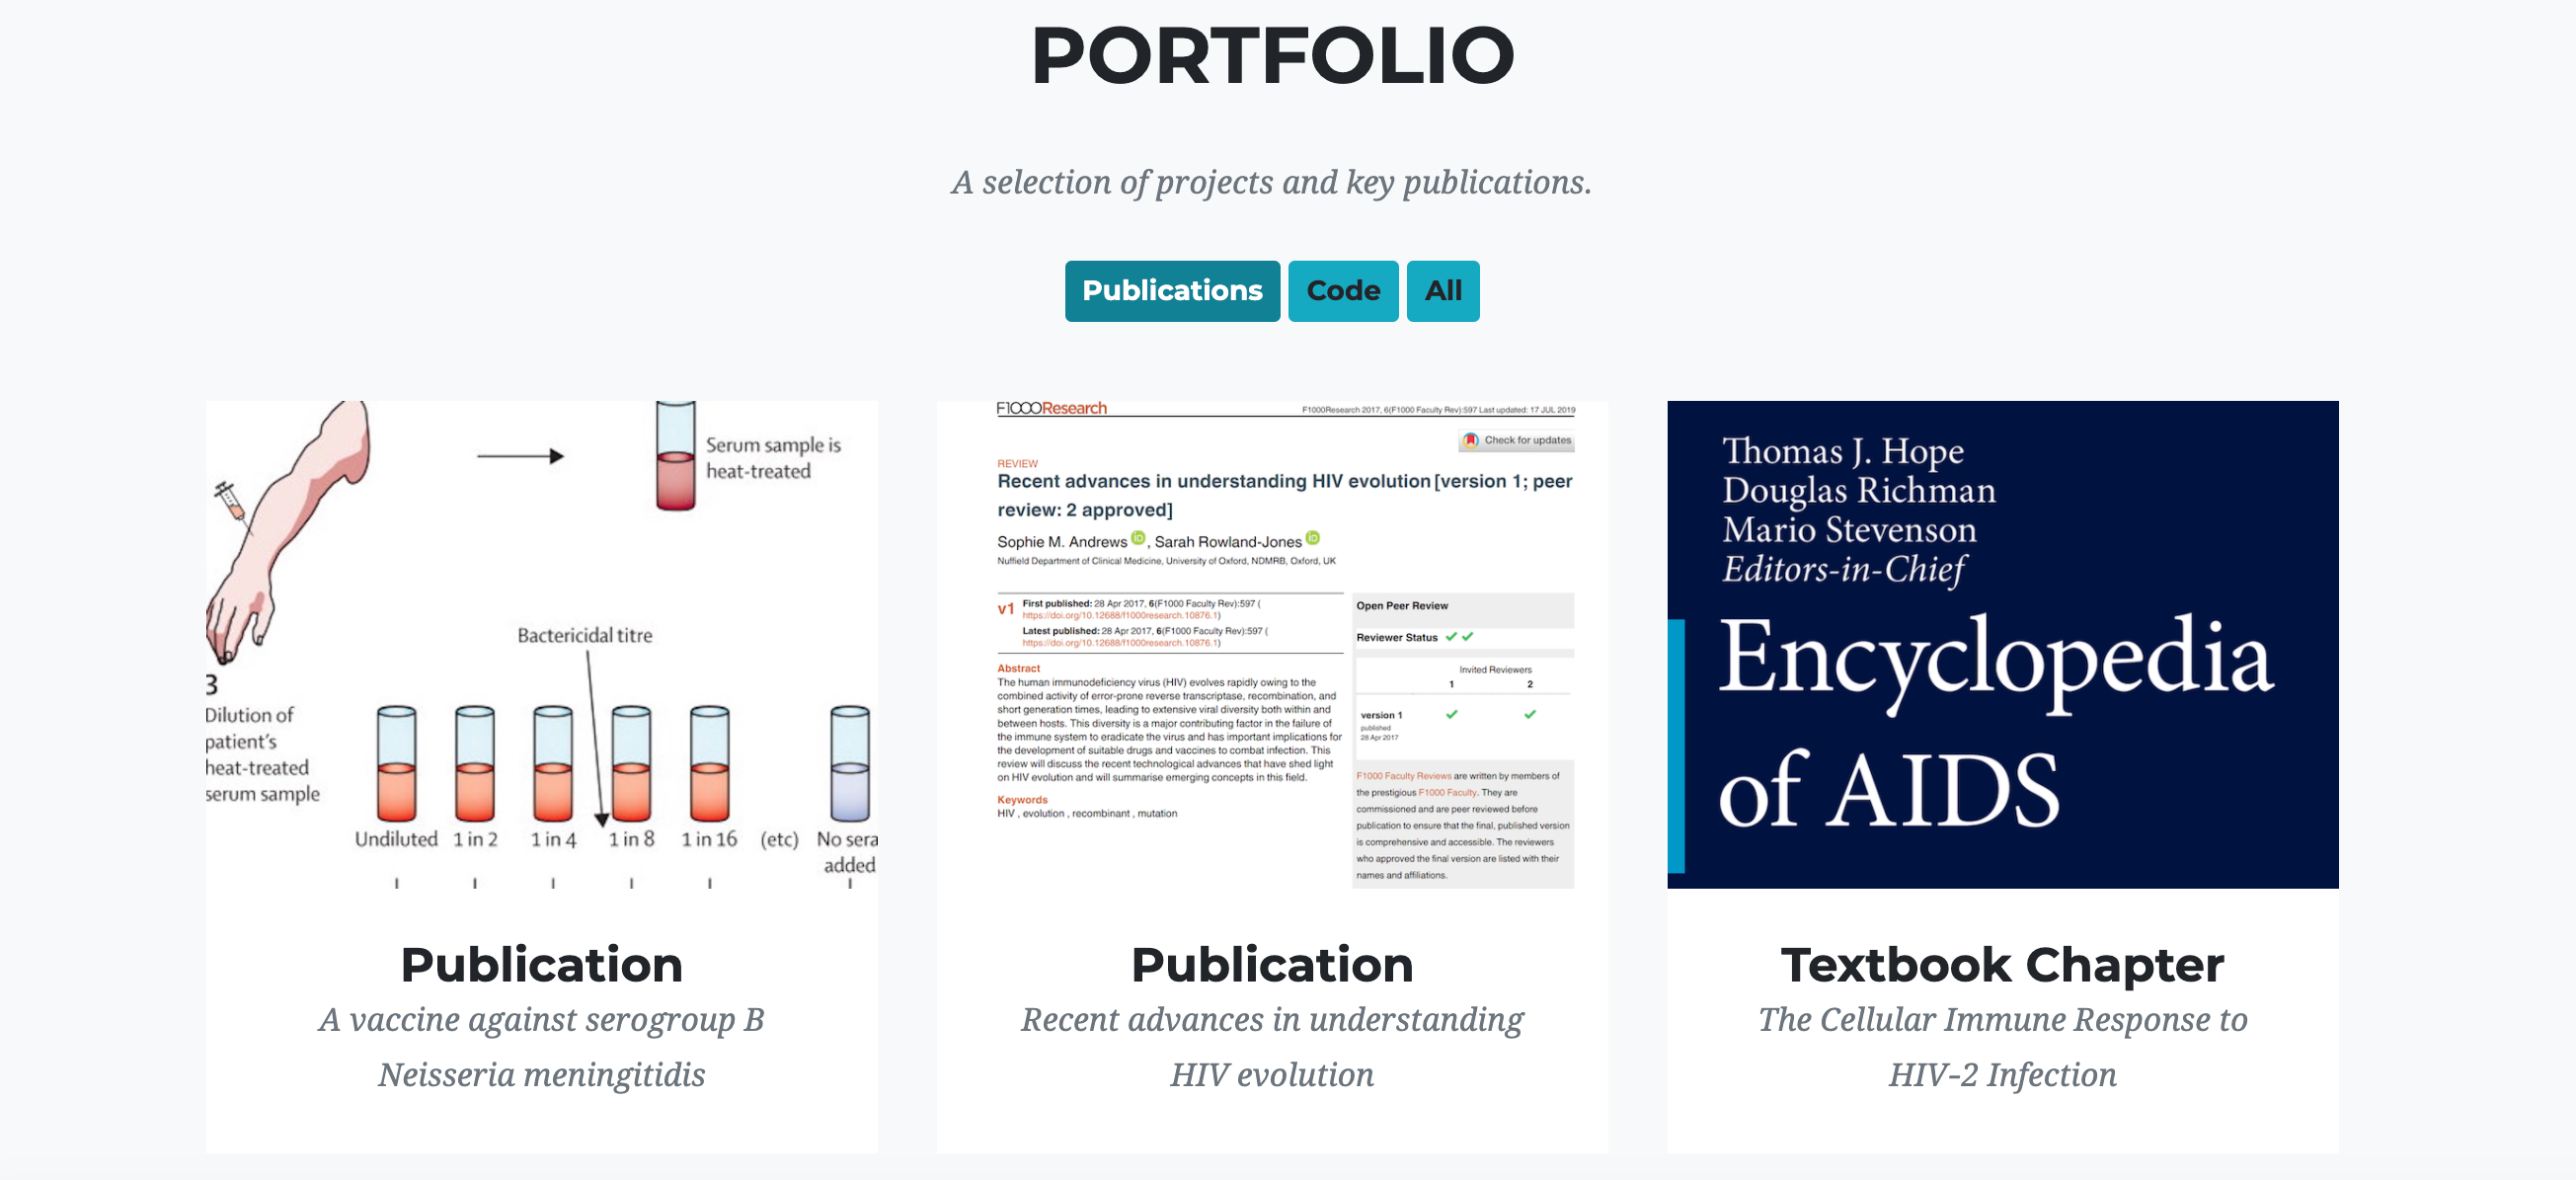 PORTFOLIO
A selection of projects and key publications.
Publications
Code
All
Serum sample is
heat-treated
Bactericidal titre
3
Dilution of
patient's
heat-treated
serum sample
Undiluted
1 in 2
1 in 4
1 in 8
1 in 16
(etc)
No sera
added
Publication
A vaccine against serogroup B
Neisseria meningitidis
F1000Research
F1000Research 2017, 6(F1000 Faculty Rev):597 Last updated: 17 JUL 2019
Check for updates
REVIEW
Recent advances in understanding HIV evolution [version 1; peer
review: 2 approved]
Sophie M. Andrews iD, Sarah Rowland-Jones iD
Nuffield Department of Clinical Medicine, University of Oxford, NDMRB, Oxford, UK
v1
First published: 28 Apr 2017, 6(F1000 Faculty Rev):597 (
https://doi.org/10.12688/f1000research.10876.1)
Latest published: 28 Apr 2017, 6(F1000 Faculty Rev):597 (
https://doi.org/10.12688/f1000research.10876.1)
Abstract
The human immunodeficiency virus (HIV) evolves rapidly owing to the
combined activity of error-prone reverse transcriptase, recombination, and
short generation times, leading to extensive viral diversity both within and
between hosts. This diversity is a major contributing factor in the failure of
the immune system to eradicate the virus and has important implications for
the development of suitable drugs and vaccines to combat infection. This
review will discuss the recent technological advances that have shed light
on HIV evolution and will summarise emerging concepts in this field.
Keywords
HIV , evolution , recombinant , mutation
Open Peer Review
Reviewer Status
Invited Reviewers
1 2
version 1
published
28 Apr 2017
F1000 Faculty Reviews are written by members of
the prestigious F1000 Faculty. They are
commissioned and are peer reviewed before
publication to ensure that the final, published version
is comprehensive and accessible. The reviewers
who approved the final version are listed with their
names and affiliations.
Publication
Recent advances in understanding
HIV evolution
Thomas J. Hope
Douglas Richman
Mario Stevenson
Editors-in-Chief
Encyclopedia
of AIDS
Textbook Chapter
The Cellular Immune Response to
HIV-2 Infection